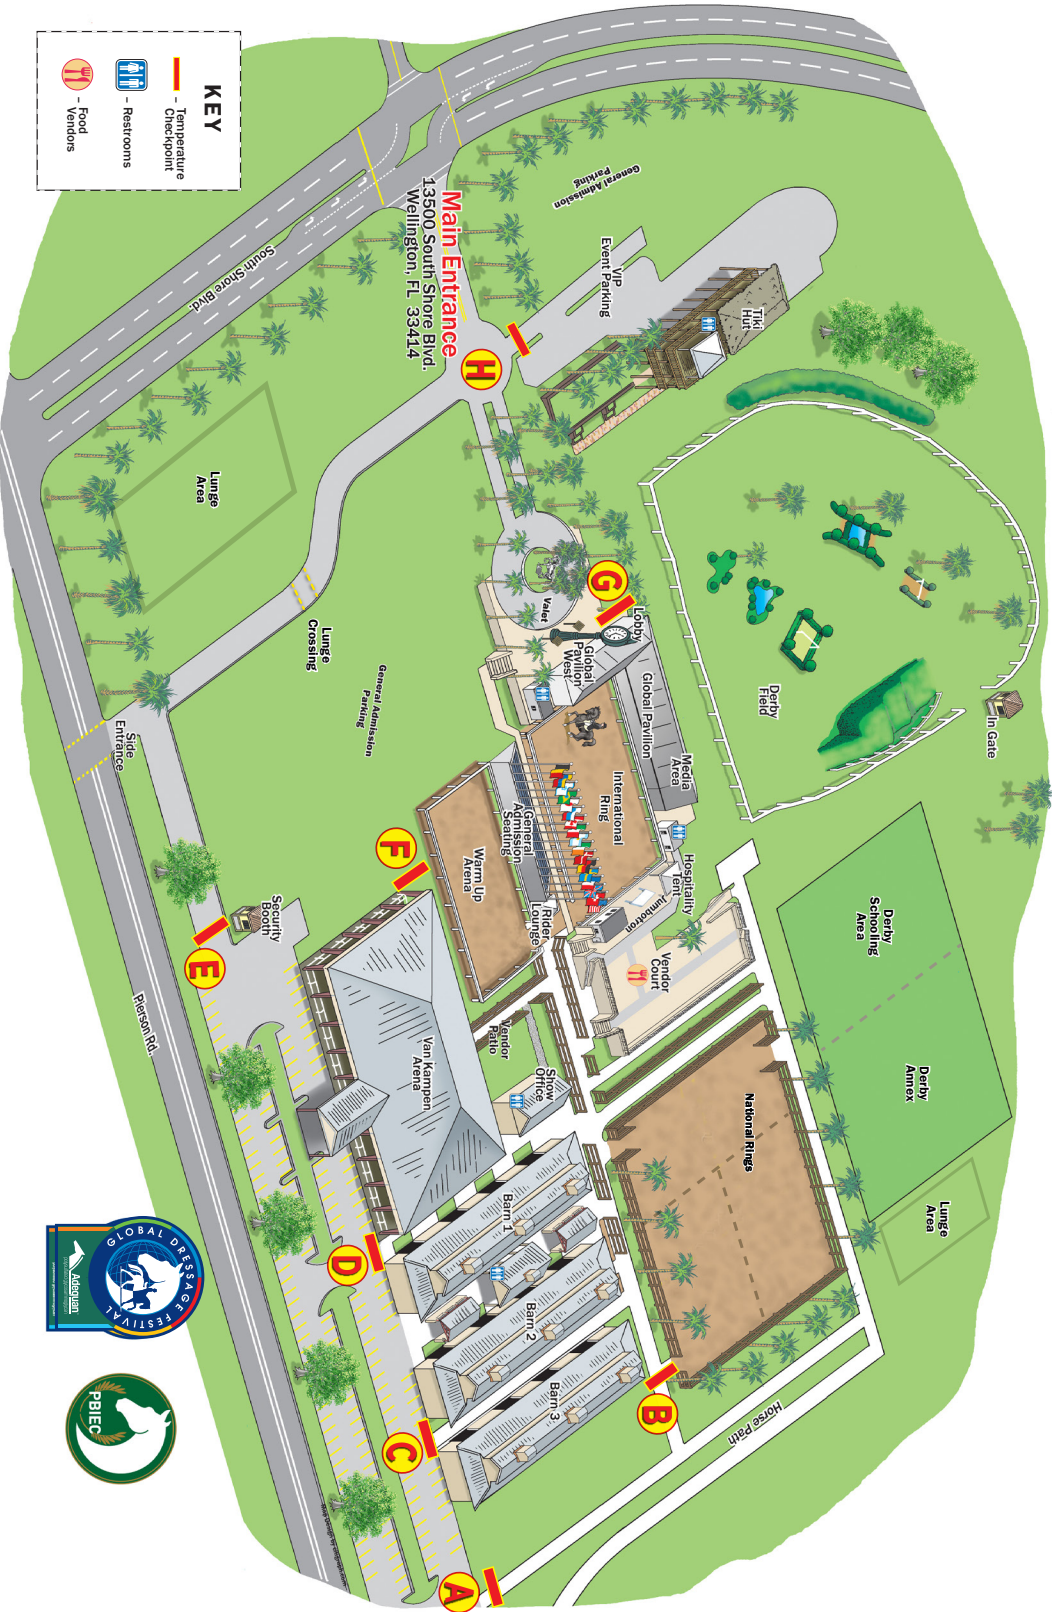 KEY
- Temperature
Checkpoint
- Restrooms
- Food
Vendors
South Shore Blvd.
Main Entrance
13500 South Shore Blvd.
Wellington, FL 33414
H
General Admission
Parking
VIP
Event Parking
Tiki
Hut
Lunge
Area
Lunge
Crossing
General Admission
Parking
Side
Entrance
Valet
G
Lobby
Global
Pavilion
West
Global Pavilion
Media
Area
Derby
Field
In Gate
International
Ring
General
Admission
Seating
Warm Up
Arena
F
Rider
Lounge
Jumbotron
Hospitality
Tent
Vendor
Court
Derby
Schooling
Area
Derby
Annex
Lunge
Area
National Rings
Security
Booth
E
Pierson Rd.
Van Kampen
Arena
Vendor
Patio
Show
Office
Barn 1
Barn 2
Barn 3
D
C
B
A
Horse Path
GLOBAL DRESSAGE FESTIVAL
Adequan
PBIEC